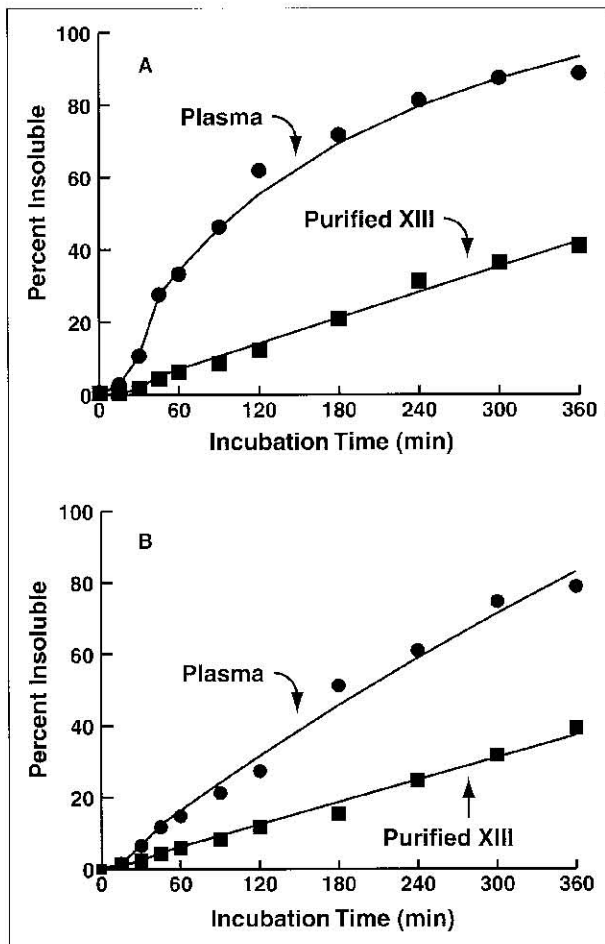 100
A
80
Plasma
60
Purified XIII
40
20
0
Percent Insoluble
0 60 120 180 240 300 360
Incubation Time (min)
100
B
80
Plasma
60
40
20
Purified XIII
0
Percent Insoluble
0 60 120 180 240 300 360
Incubation Time (min)